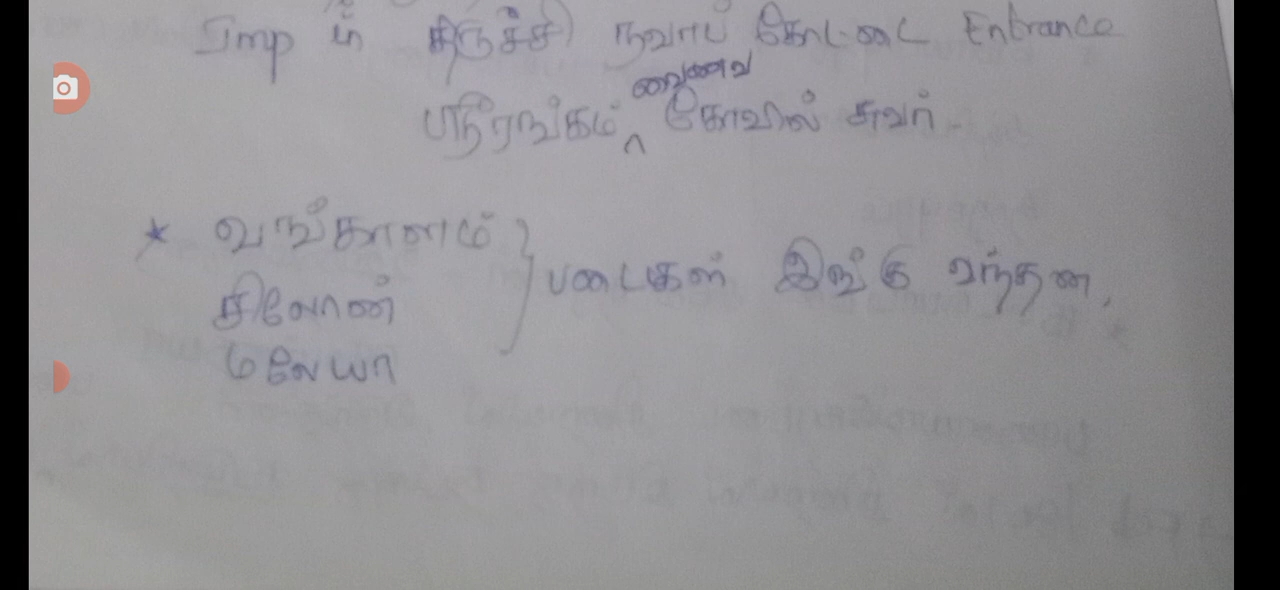 Imp in திருச்சி நவாப் கோட்டை Entrance
ஸ்ரீரங்கம் ^ வைணவ கோவில் சுவர்.
* வங்காளம்
சிலோன்
மலேயா
} படைகள் இங்கு வந்தன.